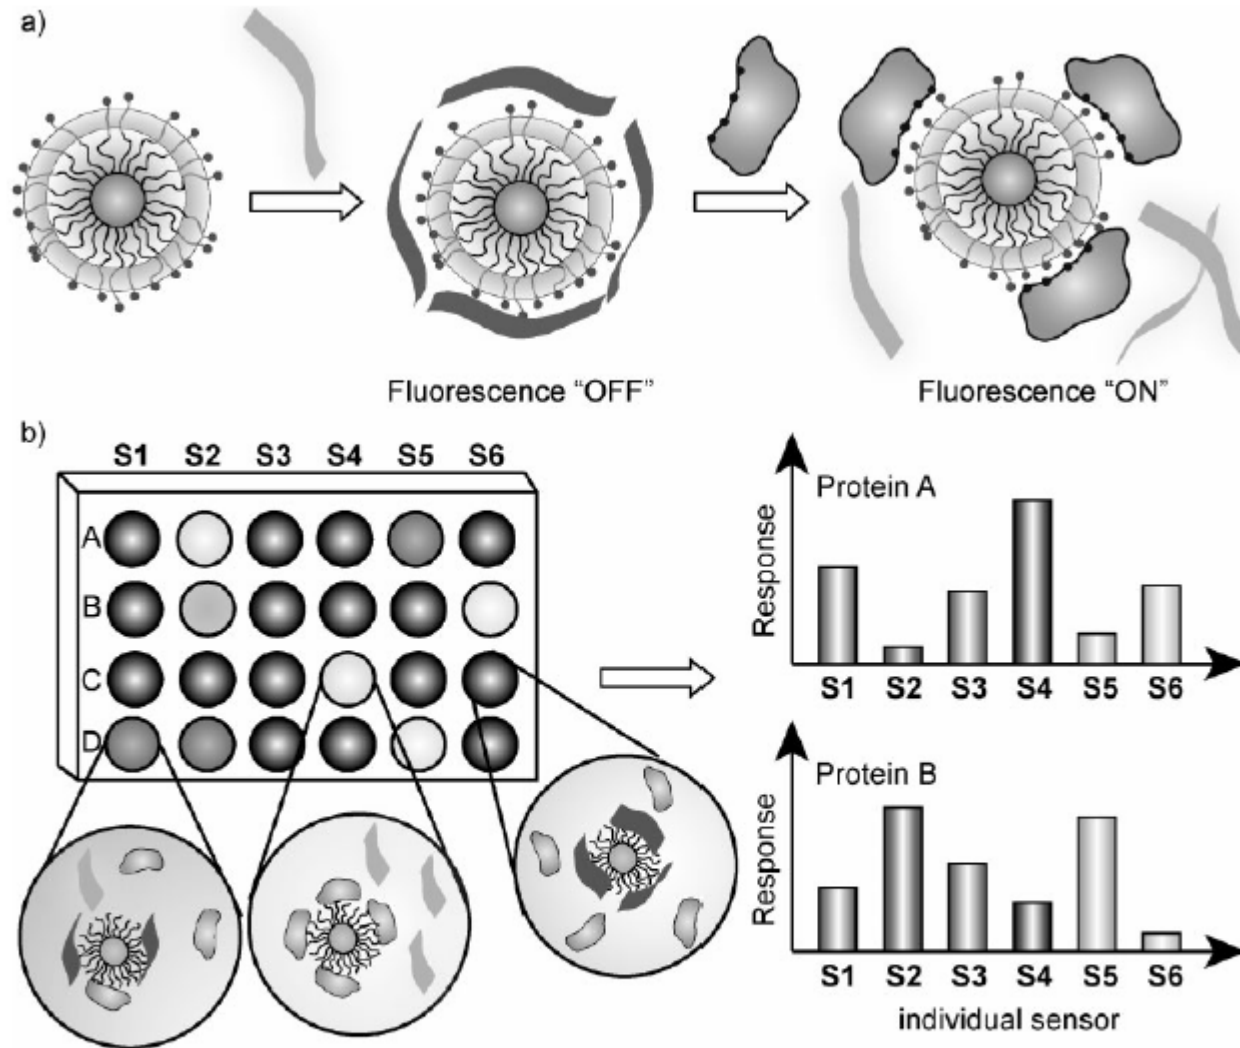 a)
Fluorescence “OFF”
Fluorescence “ON”
b)
S1 S2 S3 S4 S5 S6
A
B
C
D
Response
Protein A
S1 S2 S3 S4 S5 S6
Response
Protein B
S1 S2 S3 S4 S5 S6
individual sensor